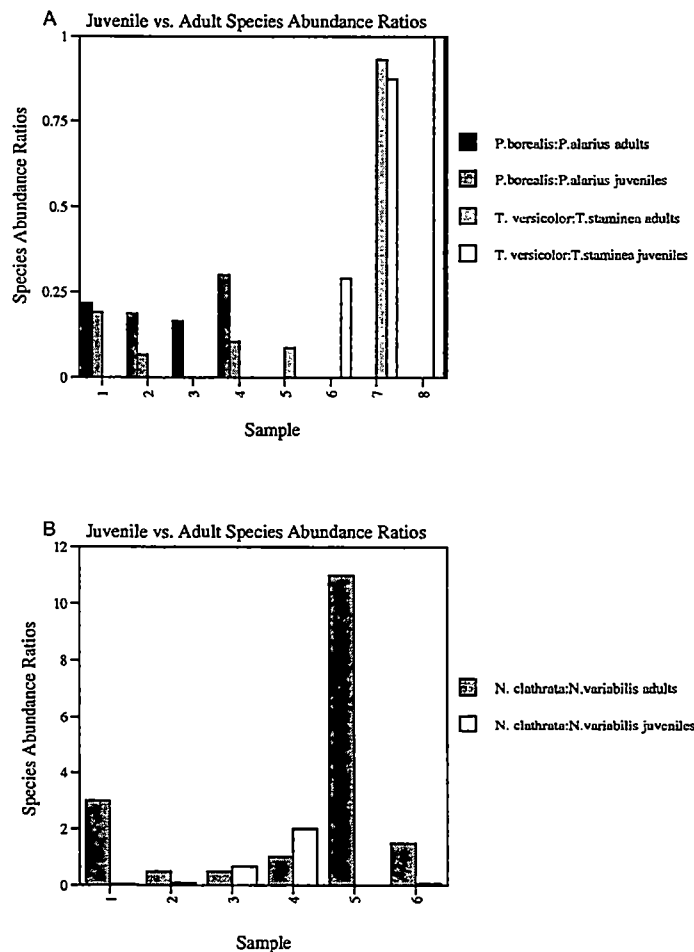 A
Juvenile vs. Adult Species Abundance Ratios
1
0.75
0.5
0.25
0
Species Abundance Ratios
1 2 3 4 5 6 7 8
Sample
P.borealis:P.alarius adults
P.borealis:P.alarius juveniles
T. versicolor:T.staminea adults
T. versicolor:T.staminea juveniles
B
Juvenile vs. Adult Species Abundance Ratios
12
10
8
6
4
2
0
Species Abundance Ratios
1 2 3 4 5 6
Sample
N. clathrata:N.variabilis adults
N. clathrata:N.variabilis juveniles